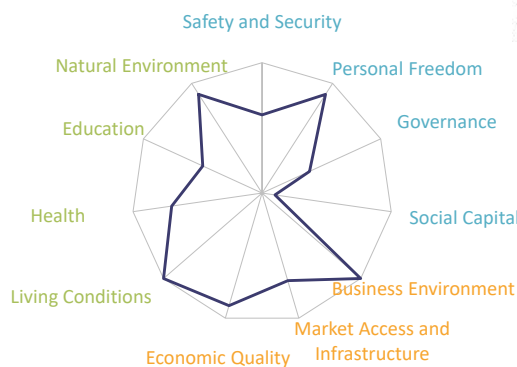 Safety and Security
Natural Environment
Personal Freedom
Education
Governance
Health
Social Capital
Living Conditions
Business Environment
Market Access and
Infrastructure
Economic Quality